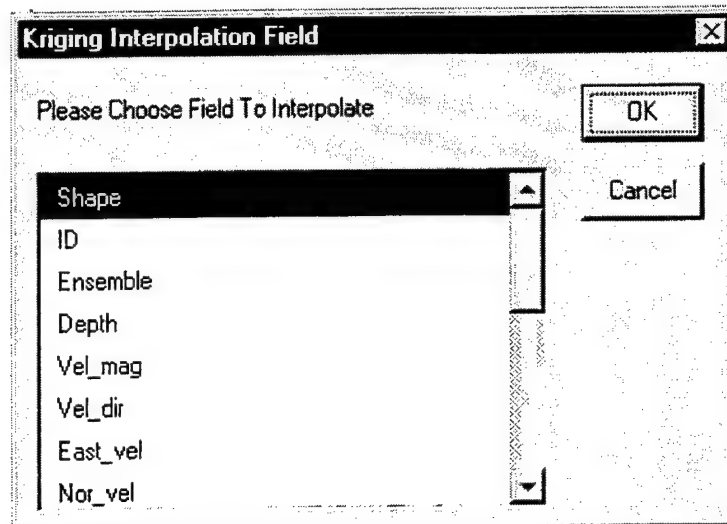 Kriging Interpolation Field
Please Choose Field To Interpolate
OK
Shape
Cancel
ID
Ensemble
Depth
Vel_mag
Vel_dir
East_vel
Nor_vel